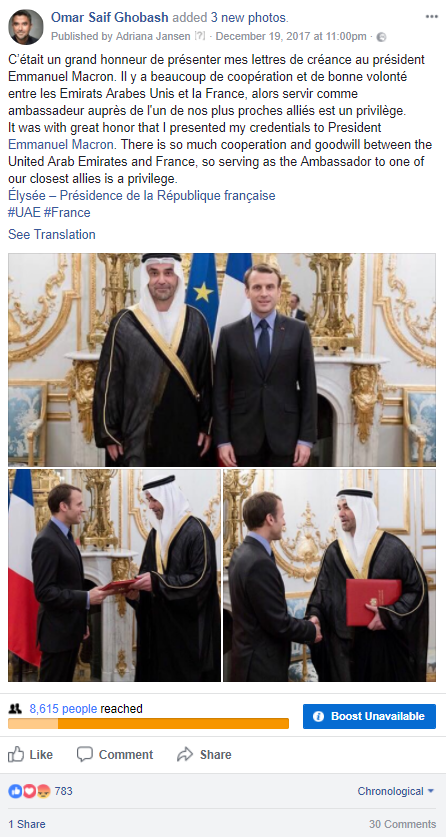 Omar Saif Ghobash added 3 new photos.
Published by Adriana Jansen [?] · December 19, 2017 at 11:00pm ·
C'était un grand honneur de présenter mes lettres de créance au président
Emmanuel Macron. Il y a beaucoup de coopération et de bonne volonté
entre les Emirats Arabes Unis et la France, alors servir comme
ambassadeur auprès de l'un de nos plus proches alliés est un privilège.
It was with great honor that I presented my credentials to President
Emmanuel Macron. There is so much cooperation and goodwill between the
United Arab Emirates and France, so serving as the Ambassador to one of
our closest allies is a privilege.
Élysée – Présidence de la République française
#UAE #France
See Translation
8,615 people reached
Boost Unavailable
Like Comment Share
783 Chronological
1 Share 30 Comments